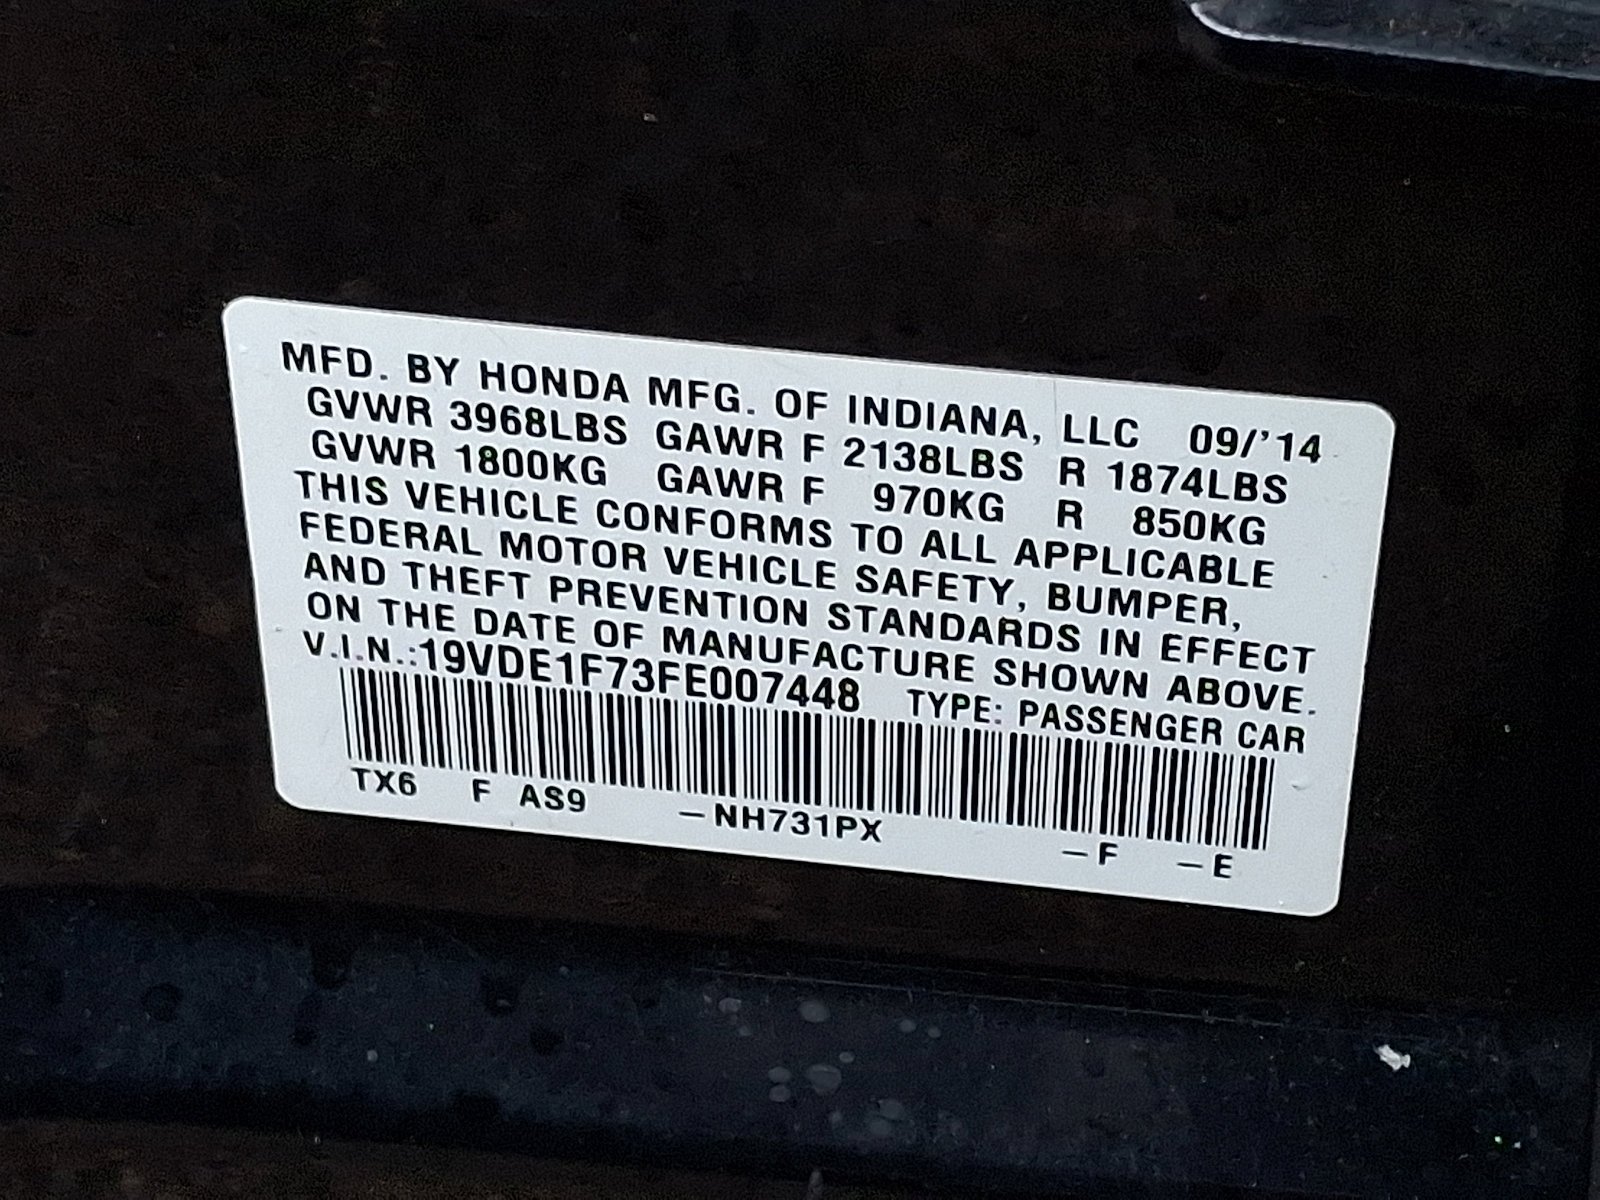 MFD. BY HONDA MFG. OF INDIANA, LLC 09/'14
GVWR 3968LBS GAWR F 2138LBS R 1874LBS
GVWR 1800KG GAWR F 970KG R 850KG
THIS VEHICLE CONFORMS TO ALL APPLICABLE
FEDERAL MOTOR VEHICLE SAFETY, BUMPER,
AND THEFT PREVENTION STANDARDS IN EFFECT
ON THE DATE OF MANUFACTURE SHOWN ABOVE.
V.I.N.:19VDE1F73FE007448 TYPE: PASSENGER CAR
TX6 F AS9 –NH731PX –F –E